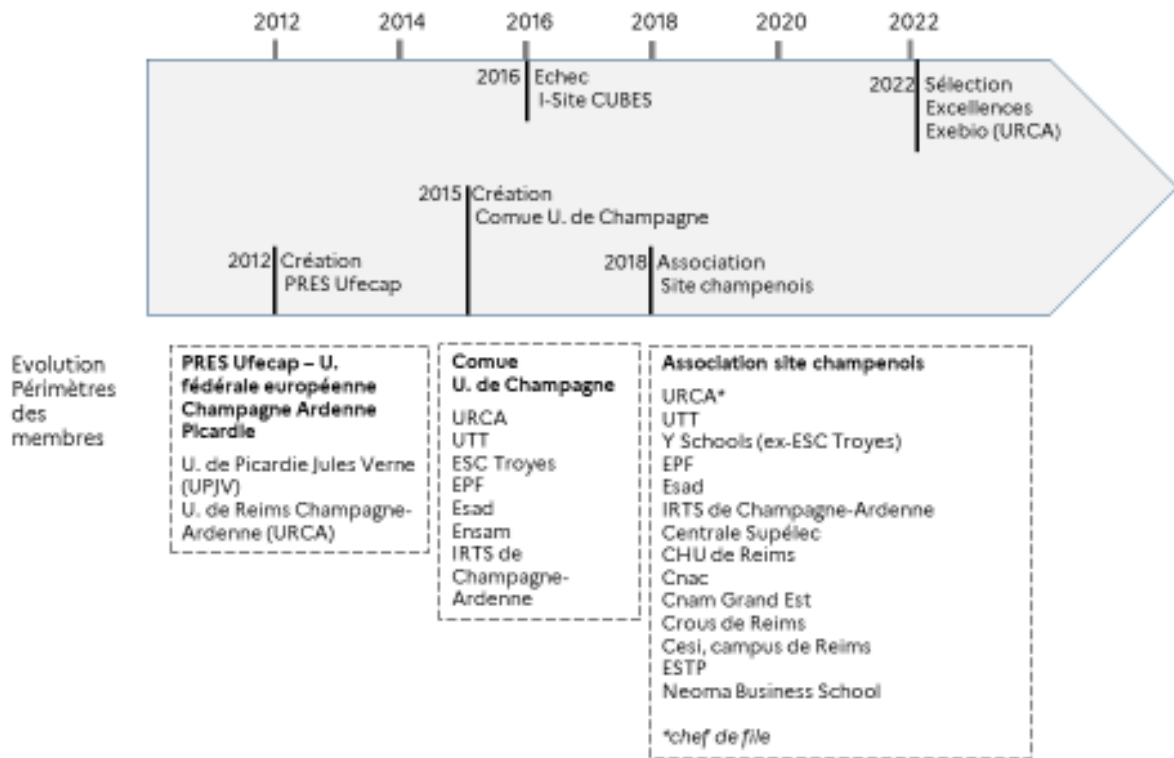 2012 2014 2016 2018 2020 2022
2016 Echec
I-Site CUBES
2022 Sélection
Excellences
Exebio (URCA)
2015 Création
Comue U. de Champagne
2012 Création
PRES Ufecap
2018 Association
Site champenois
Evolution
Périmètres
des
membres
PRES Ufecap – U.
fédérale européenne
Champagne Ardenne
Picardie
U. de Picardie Jules Verne
(UPJV)
U. de Reims Champagne-
Ardenne (URCA)
Comue
U. de Champagne
URCA
UTT
ESC Troyes
EPF
Esad
Ensam
IRTS de
Champagne-
Ardenne
Association site champenois
URCA*
UTT
Y Schools (ex-ESC Troyes)
EPF
Esad
IRTS de Champagne-Ardenne
Centrale Supélec
CHU de Reims
Cnac
Cnam Grand Est
Crous de Reims
Cesi, campus de Reims
ESTP
Neoma Business School
*chef de file